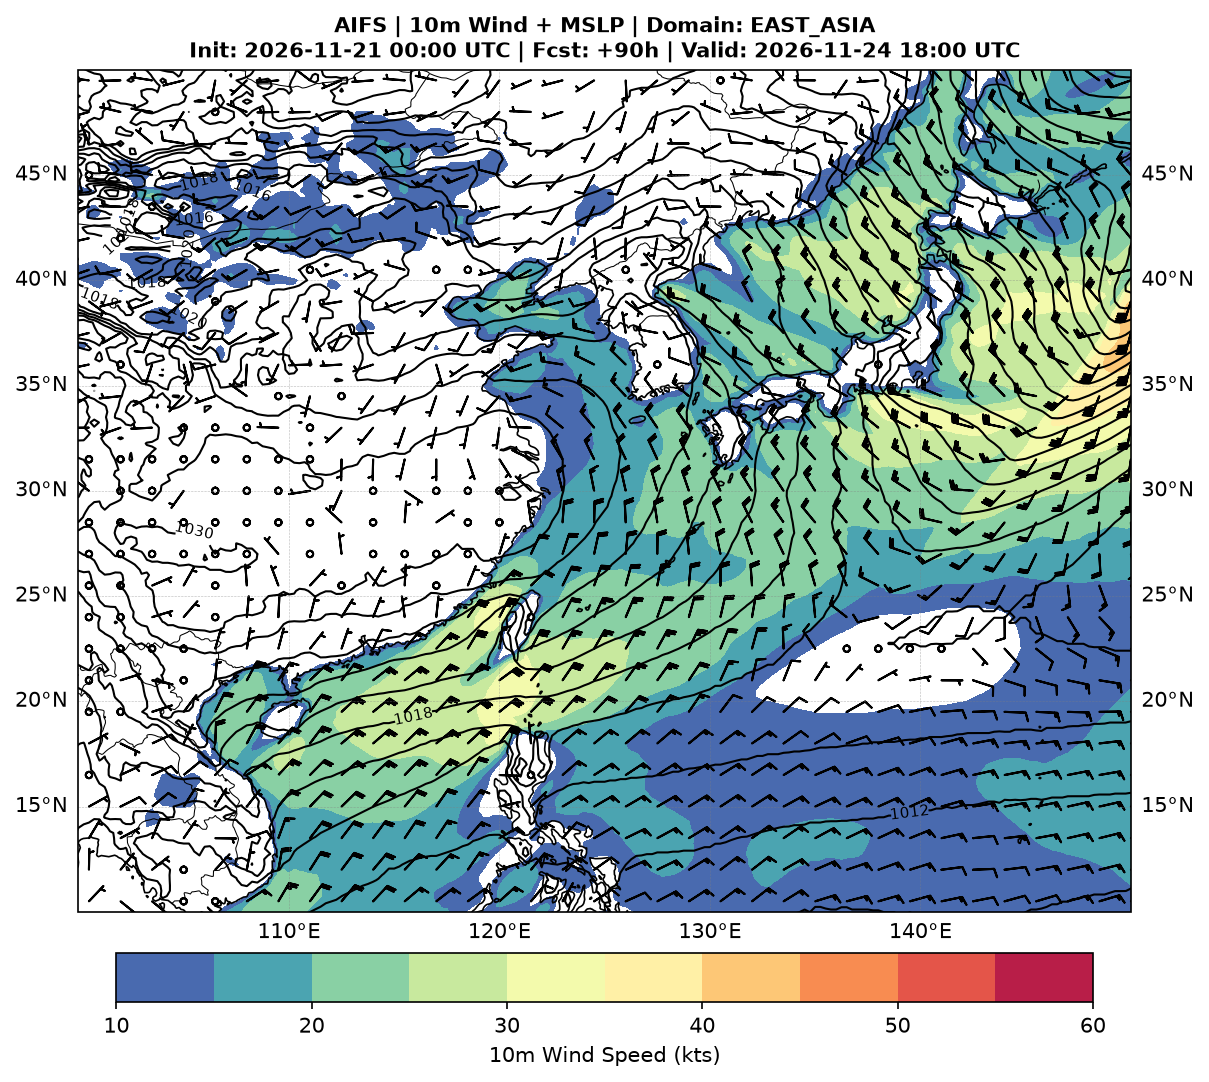 AIFS | 10m Wind + MSLP | Domain: EAST_ASIA
Init: 2026-11-21 00:00 UTC | Fcst: +90h | Valid: 2026-11-24 18:00 UTC
45°N 45°N
40°N 40°N
35°N 35°N
30°N 30°N
25°N 25°N
20°N 20°N
15°N 15°N
1018
1016
1018
1016
1020
1018
1018
1020
1030
1018
1012
110°E 120°E 130°E 140°E
10 20 30 40 50 60
10m Wind Speed (kts)